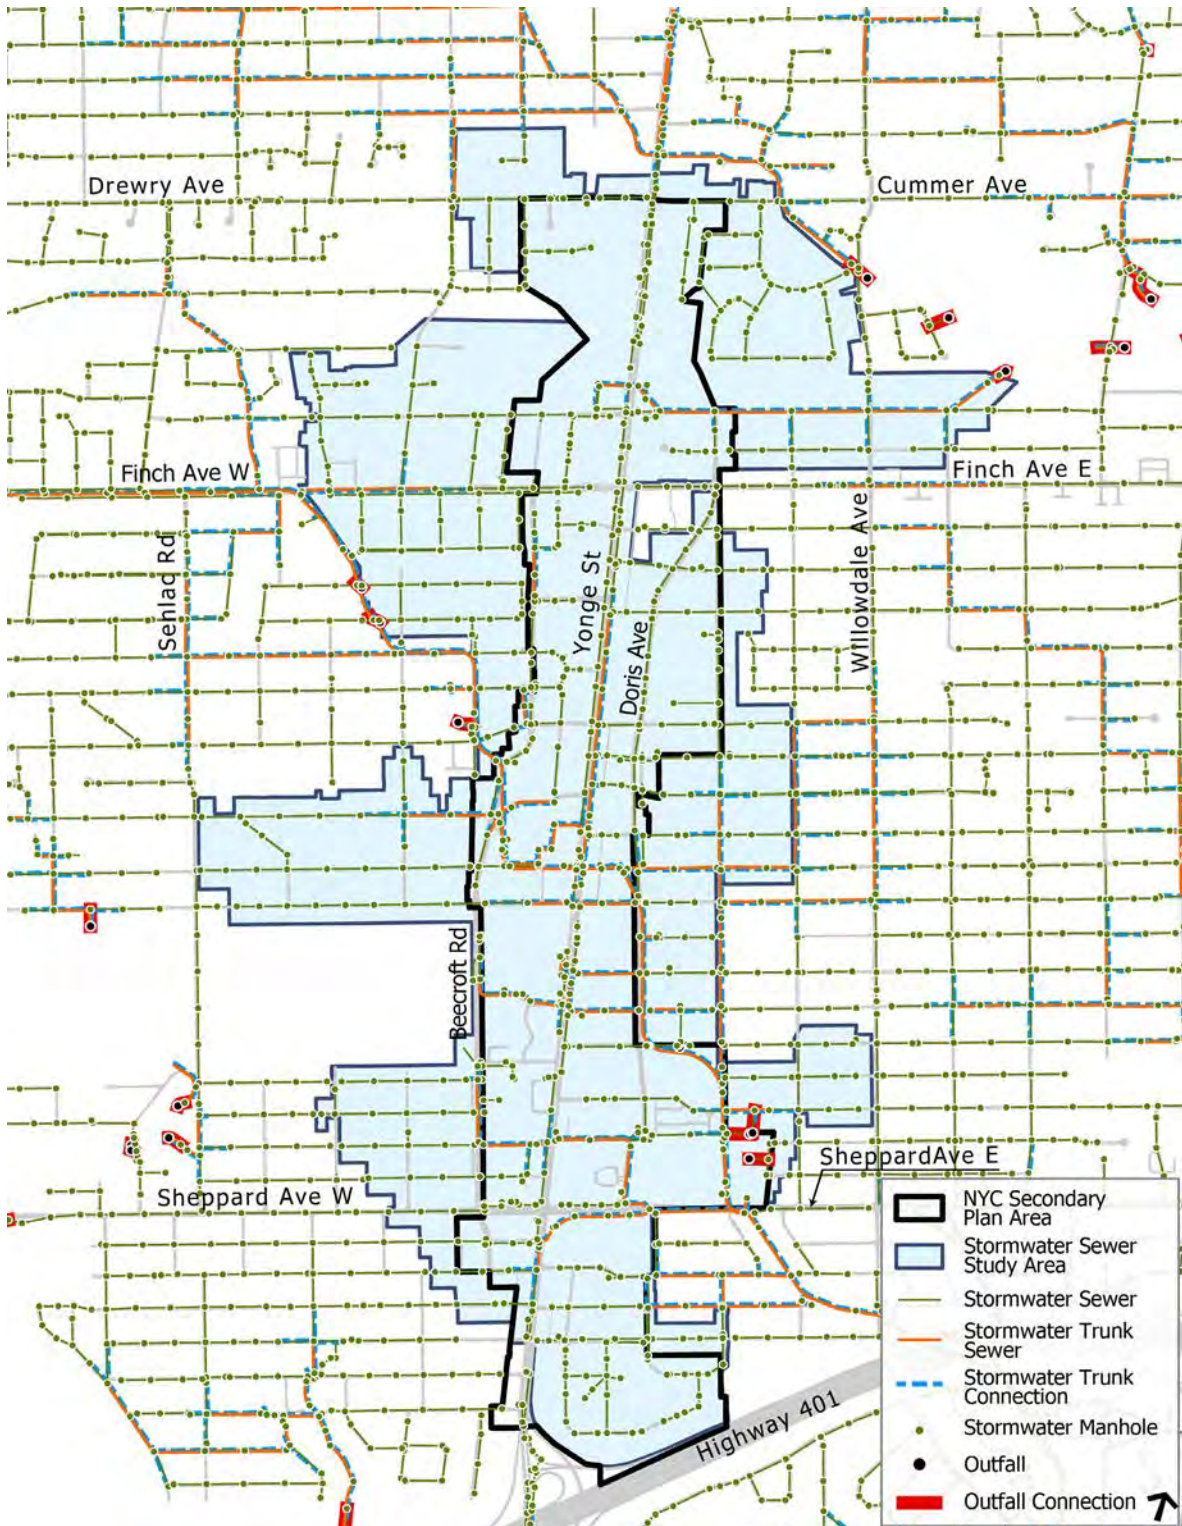 Drewry Ave
Cummer Ave
Finch Ave W
Finch Ave E
Senlac Rd
Yonge St
Doris Ave
Willowdale Ave
Beecroft Rd
SheppardAve E
Sheppard Ave W
Highway 401
NYC Secondary
Plan Area
Stormwater Sewer
Study Area
Stormwater Sewer
Stormwater Trunk
Sewer
Stormwater Trunk
Connection
Stormwater Manhole
Outfall
Outfall Connection